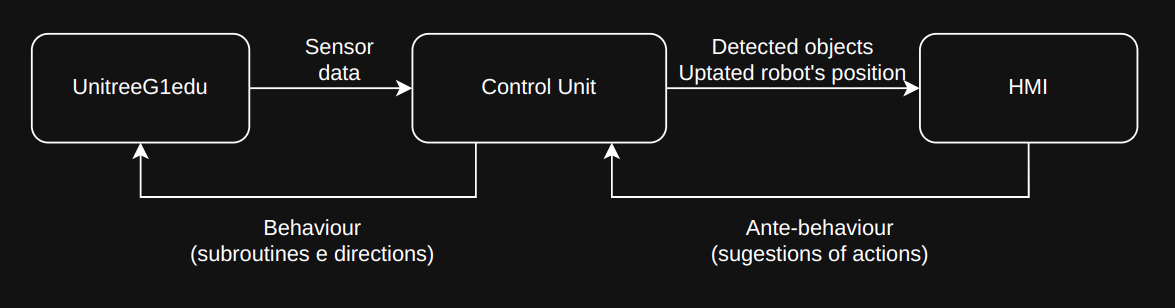 UnitreeG1edu
Sensor
data
Control Unit
Detected objects
Uptated robot's position
HMI
Behaviour
(subroutines e directions)
Ante-behaviour
(sugestions of actions)